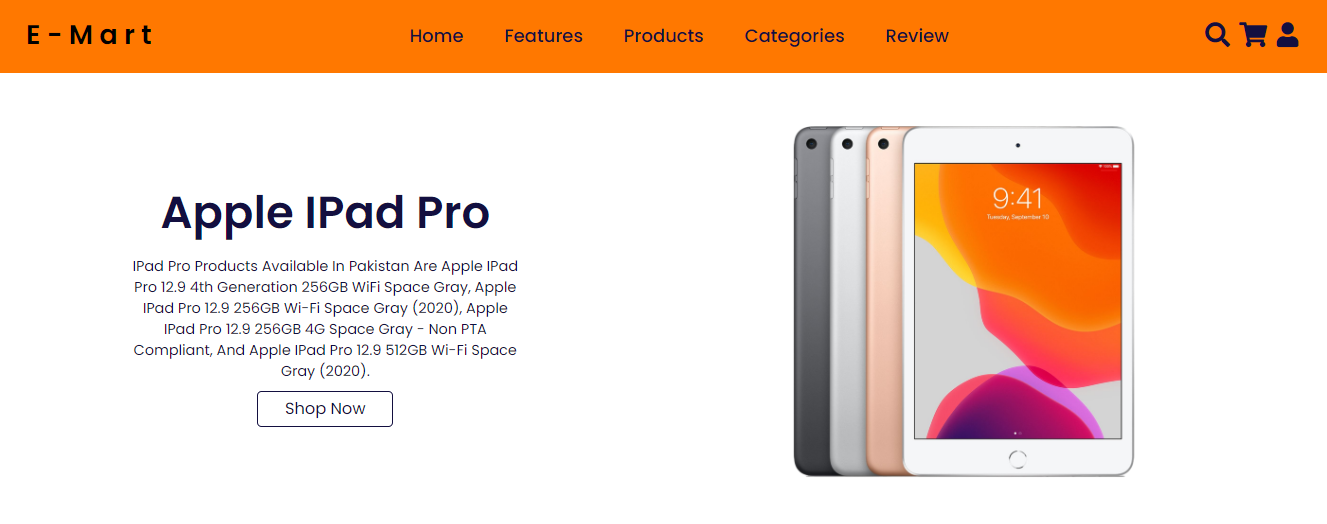 E-Mart
Home Features Products Categories Review
Apple IPad Pro
IPad Pro Products Available In Pakistan Are Apple IPad
Pro 12.9 4th Generation 256GB WiFi Space Gray, Apple
IPad Pro 12.9 256GB Wi-Fi Space Gray (2020), Apple
IPad Pro 12.9 256GB 4G Space Gray - Non PTA
Compliant, And Apple IPad Pro 12.9 512GB Wi-Fi Space
Gray (2020).
Shop Now
9:41
Tuesday, September 10